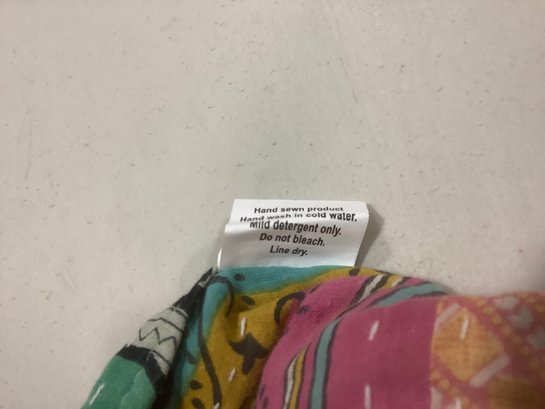 Hand sewn product
Hand wash in cold water.
Mild detergent only.
Do not bleach.
Line dry.